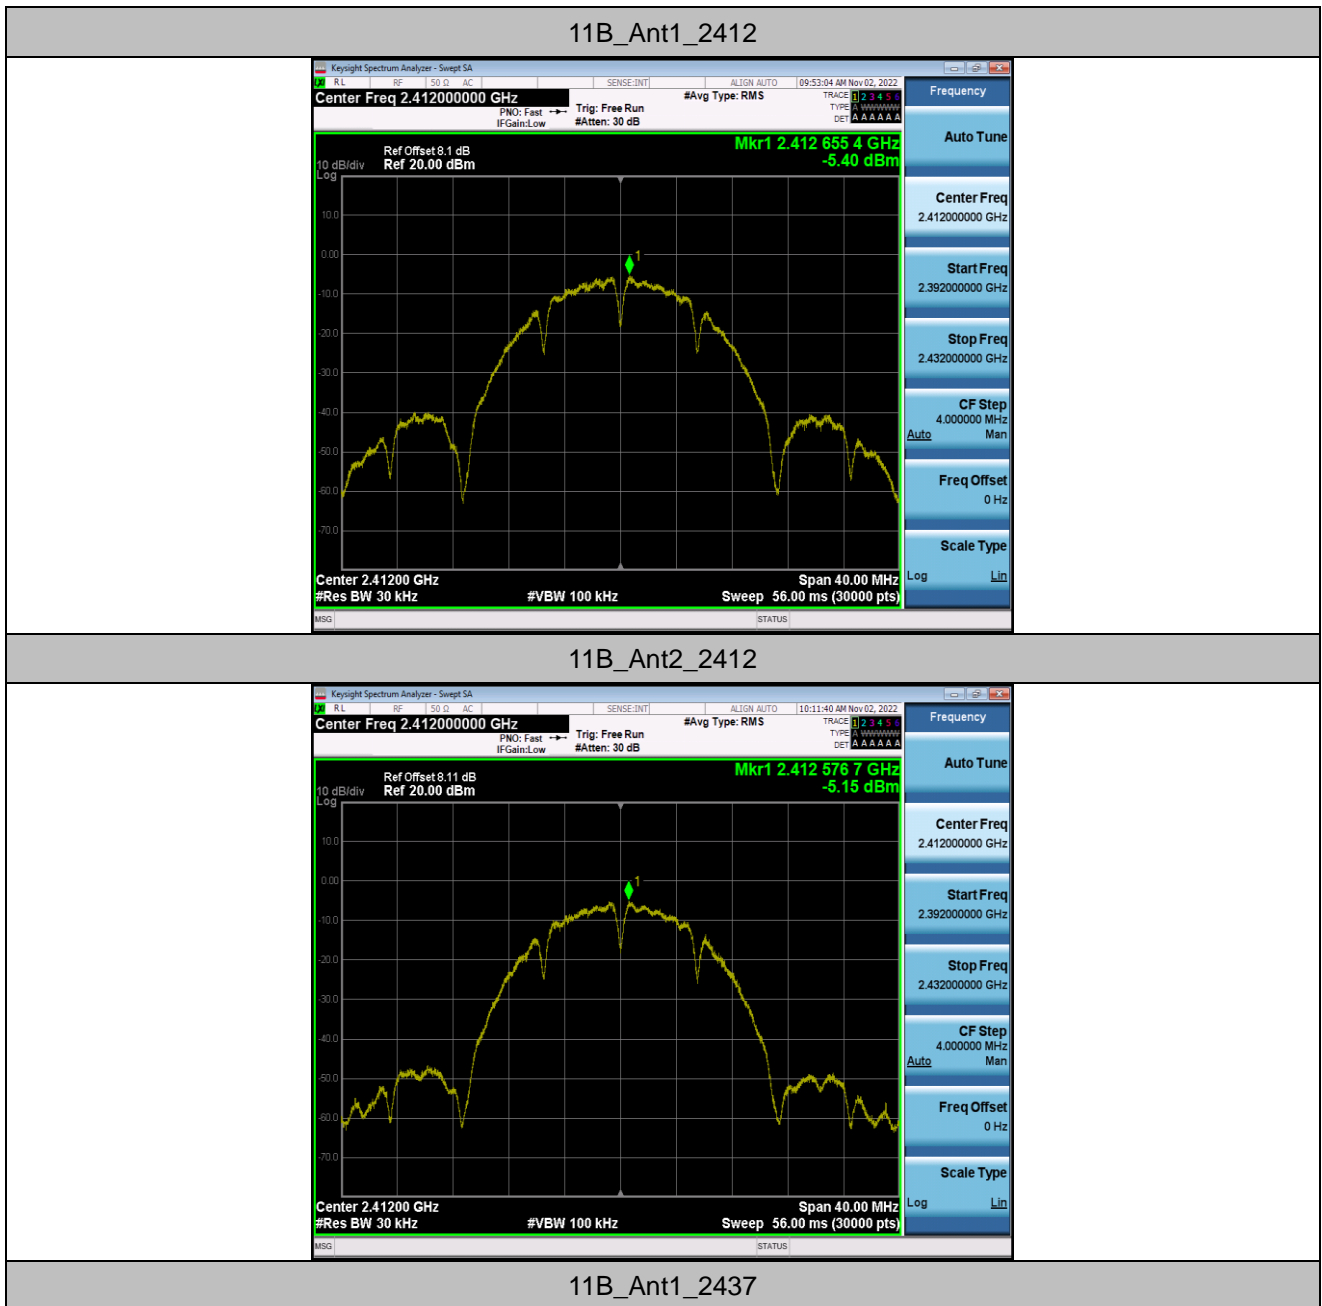 11B_Ant1_2412
Keysight Spectrum Analyzer - Swept SA
RL RF 50 Ω AC SENSE:INT ALIGN AUTO 09:53:04 AM Nov 02, 2022
Center Freq 2.412000000 GHz #Avg Type: RMS TRACE 1 2 3 4 5 6
PNO: Fast Trig: Free Run TYPE A WWWWW
IFGain:Low #Atten: 30 dB DET A A A A A A
Frequency
Auto Tune
Mkr1 2.412 655 4 GHz
-5.40 dBm
Ref Offset 8.1 dB
10 dB/div Ref 20.00 dBm
Log
10.0
0.00
-10.0
-20.0
-30.0
-40.0
-50.0
-60.0
-70.0
1
Center Freq
2.412000000 GHz
Start Freq
2.392000000 GHz
Stop Freq
2.432000000 GHz
CF Step
4.000000 MHz
Auto Man
Freq Offset
0 Hz
Scale Type
Log Lin
Center 2.41200 GHz Span 40.00 MHz
#Res BW 30 kHz #VBW 100 kHz Sweep 56.00 ms (30000 pts)
MSG STATUS
11B_Ant2_2412
Keysight Spectrum Analyzer - Swept SA
RL RF 50 Ω AC SENSE:INT ALIGN AUTO 10:11:40 AM Nov 02, 2022
Center Freq 2.412000000 GHz #Avg Type: RMS TRACE 1 2 3 4 5 6
PNO: Fast Trig: Free Run TYPE A WWWWW
IFGain:Low #Atten: 30 dB DET A A A A A A
Frequency
Auto Tune
Mkr1 2.412 576 7 GHz
-5.15 dBm
Ref Offset 8.11 dB
10 dB/div Ref 20.00 dBm
Log
10.0
0.00
-10.0
-20.0
-30.0
-40.0
-50.0
-60.0
-70.0
1
Center Freq
2.412000000 GHz
Start Freq
2.392000000 GHz
Stop Freq
2.432000000 GHz
CF Step
4.000000 MHz
Auto Man
Freq Offset
0 Hz
Scale Type
Log Lin
Center 2.41200 GHz Span 40.00 MHz
#Res BW 30 kHz #VBW 100 kHz Sweep 56.00 ms (30000 pts)
MSG STATUS
11B_Ant1_2437